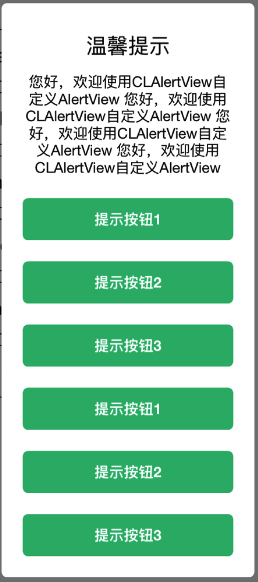 温馨提示
您好，欢迎使用CLAlertView自
定义AlertView 您好，欢迎使用
CLAlertView自定义AlertView 您
好，欢迎使用CLAlertView自定
义AlertView 您好，欢迎使用
CLAlertView自定义AlertView
提示按钮1
提示按钮2
提示按钮3
提示按钮1
提示按钮2
提示按钮3